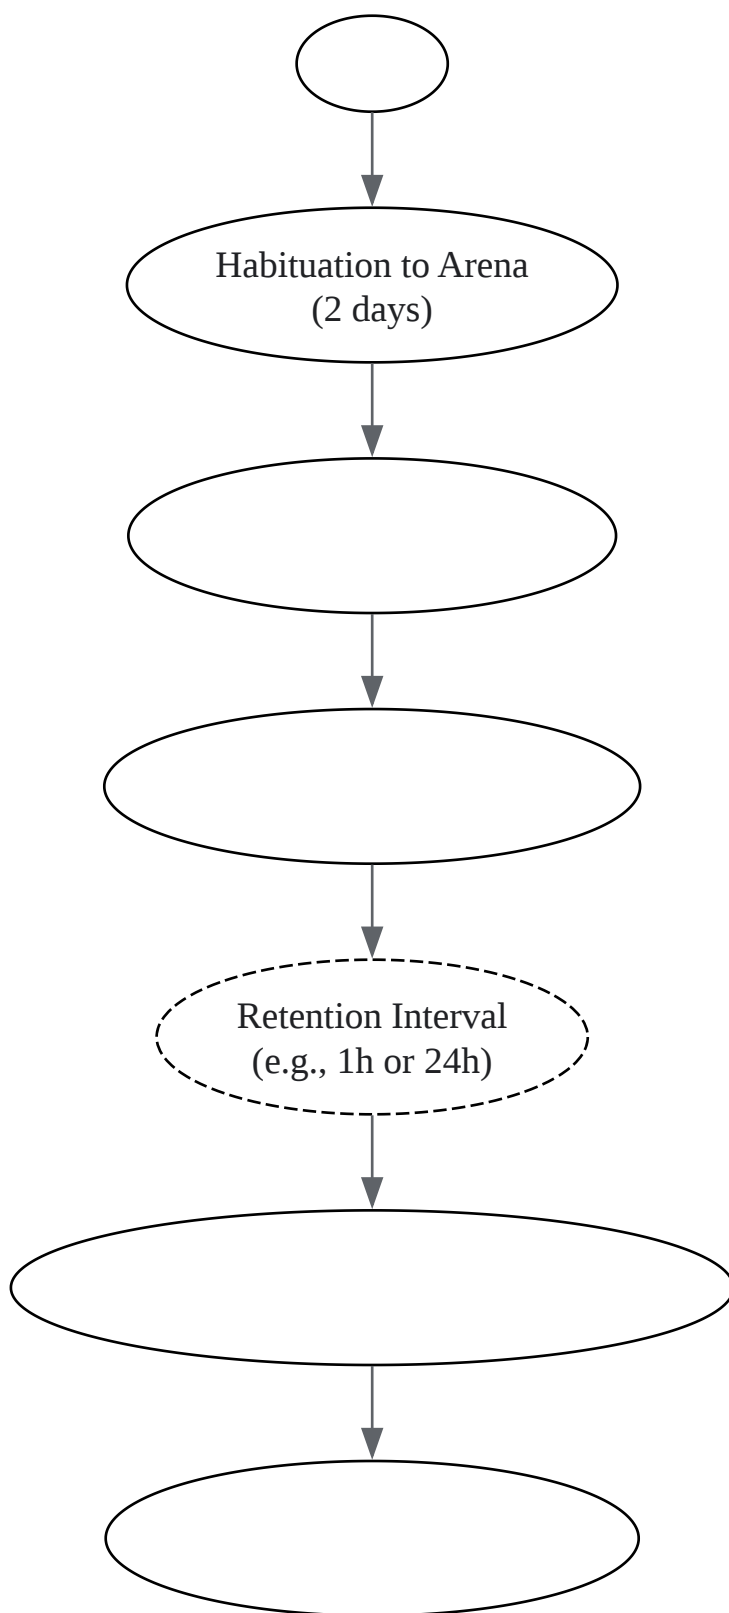 Habituation to Arena
(2 days)
Retention Interval
(e.g., 1h or 24h)